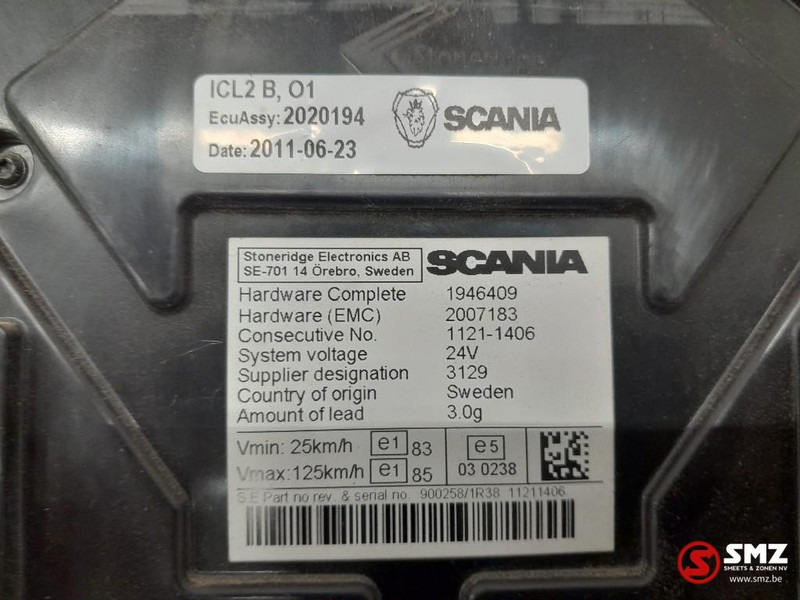 Stoneridge
ICL2 B, O1
EcuAssy: 2020194
SCANIA
Date: 2011-06-23
Stoneridge Electronics AB
SE-701 14 Örebro, Sweden
SCANIA
Hardware Complete 1946409
Hardware (EMC) 2007183
Consecutive No. 1121-1406
System voltage 24V
Supplier designation 3129
Country of origin Sweden
Amount of lead 3.0g
Vmin: 25km/h e1 83 e5
Vmax: 125km/h e1 85 03 0238
S.E Part no rev. & serial no. 900258/1R38 11211406
SMZ
SMEETS & ZONEN NV
www.smz.be